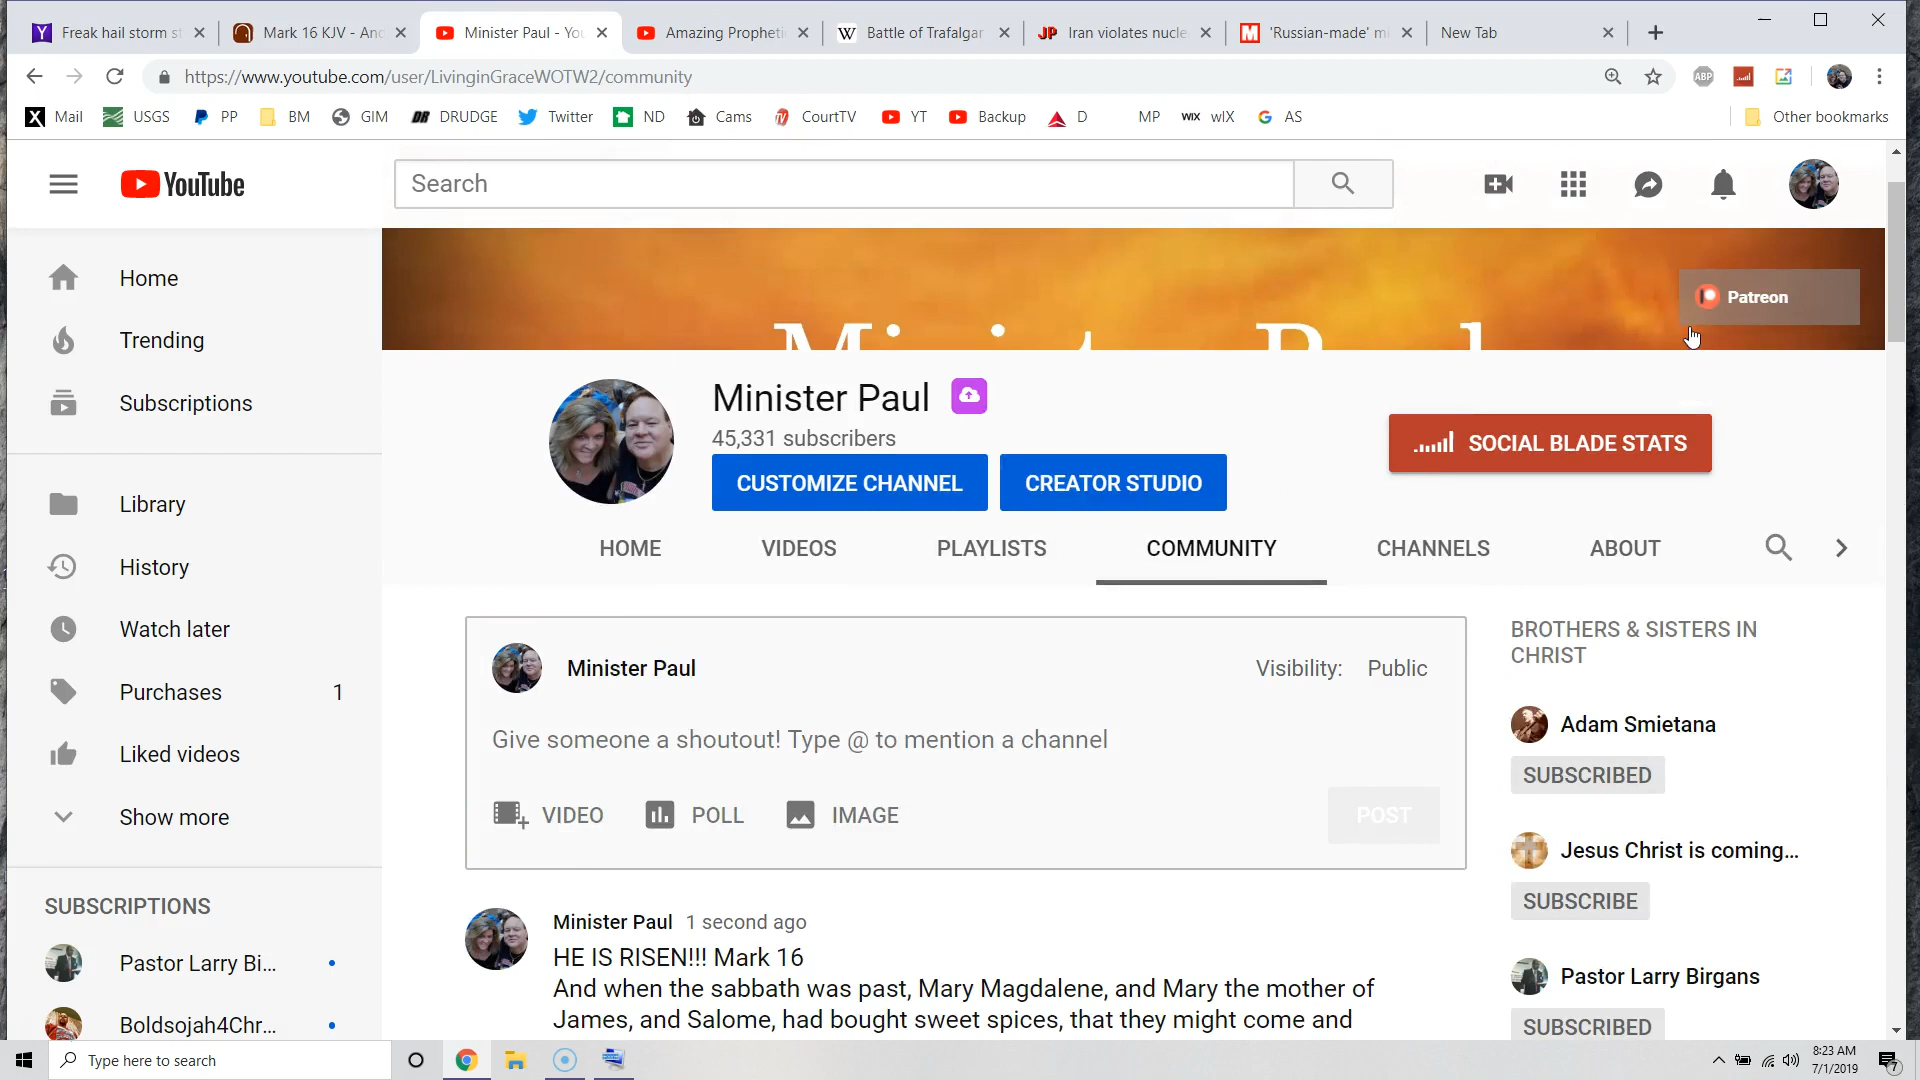 Freak hail storm s
Mark 16 KJV - And
Minister Paul - You
Amazing Propheti
Battle of Trafalgar
Iran violates nucle
'Russian-made' mi
New Tab
https://www.youtube.com/user/LivinginGraceWOTW2/community
ABP
Mail USGS PP BM GIM DRUDGE Twitter ND Cams CourtTV YT Backup D MP WIX wIX AS Other bookmarks
YouTube
Search
Home
Trending
Subscriptions
Library
History
Watch later
Purchases 1
Liked videos
Show more
SUBSCRIPTIONS
Pastor Larry Bi...
Boldsojah4Chr...
Patreon
Minister Paul
45,331 subscribers
CUSTOMIZE CHANNEL
CREATOR STUDIO
SOCIAL BLADE STATS
HOME VIDEOS PLAYLISTS COMMUNITY CHANNELS ABOUT
Minister Paul
Visibility: Public
Give someone a shoutout! Type @ to mention a channel
VIDEO POLL IMAGE
POST
Minister Paul 1 second ago
HE IS RISEN!!! Mark 16
And when the sabbath was past, Mary Magdalene, and Mary the mother of
James, and Salome, had bought sweet spices, that they might come and
BROTHERS & SISTERS IN
CHRIST
Adam Smietana
SUBSCRIBED
Jesus Christ is coming...
SUBSCRIBE
Pastor Larry Birgans
SUBSCRIBED
Type here to search
8:23 AM
7/1/2019
7